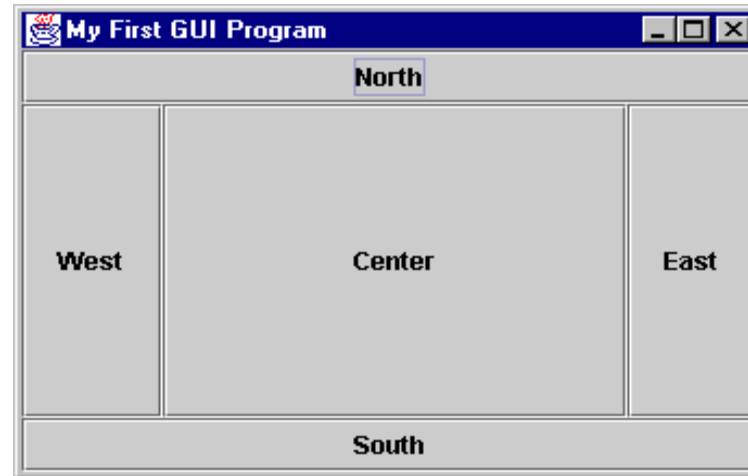 My First GUI Program
North
West
Center
East
South